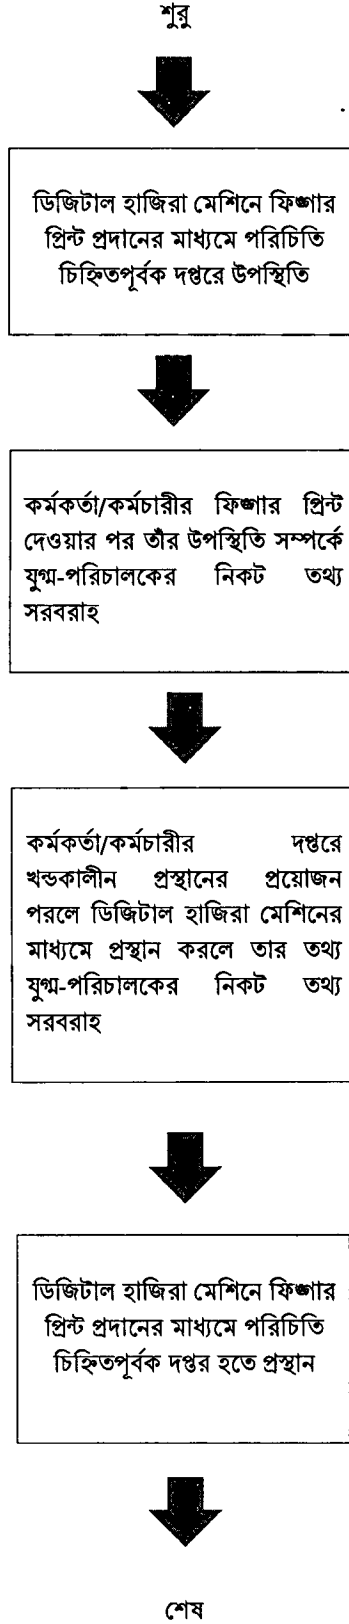 শুরু
ডিজিটাল হাজিরা মেশিনে ফিঙ্গার
প্রিন্ট প্রদানের মাধ্যমে পরিচিতি
চিহ্নিতপূর্বক দপ্তরে উপস্থিতি
কর্মকর্তা/কর্মচারীর ফিঙ্গার প্রিন্ট
দেওয়ার পর তাঁর উপস্থিতি সম্পর্কে
যুগ্ম-পরিচালকের নিকট তথ্য
সরবরাহ
কর্মকর্তা/কর্মচারীর দপ্তরে
খন্ডকালীন প্রস্থানের প্রয়োজন
পরলে ডিজিটাল হাজিরা মেশিনের
মাধ্যমে প্রস্থান করলে তার তথ্য
যুগ্ম-পরিচালকের নিকট তথ্য
সরবরাহ
ডিজিটাল হাজিরা মেশিনে ফিঙ্গার
প্রিন্ট প্রদানের মাধ্যমে পরিচিতি
চিহ্নিতপূর্বক দপ্তর হতে প্রস্থান
শেষ